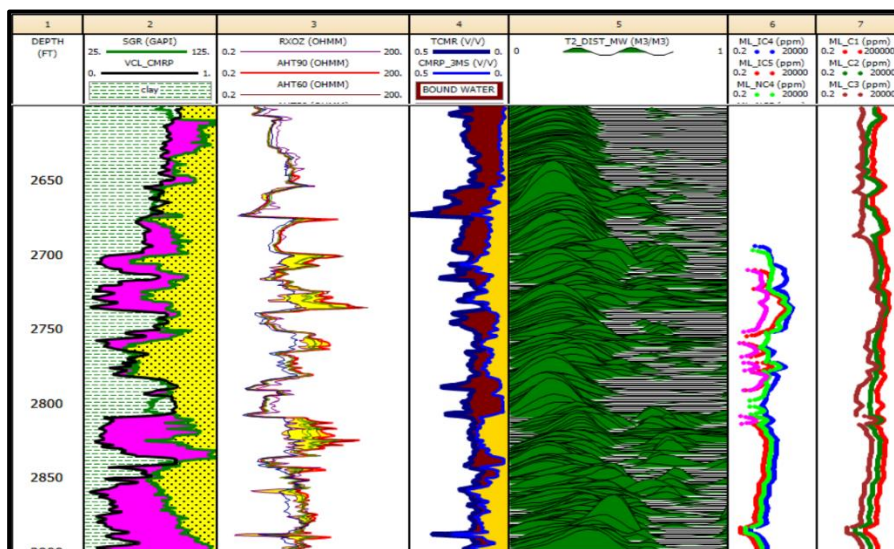 1 2 3 4 5 6 7
DEPTH
(FT)
SGR (GAPI)
25. 125.
VCL_CMRP
0. 1.
clay
RXOZ (OHMM)
0.2 200.
AHT90 (OHMM)
0.2 200.
AHT60 (OHMM)
0.2 200.
TCMR (V/V)
0.5 0.
CMRP_3MS (V/V)
0.5 0.
BOUND WATER
T2_DIST_MW (M3/M3)
0 1
ML_IC4 (ppm)
0.2 20000
ML_IC5 (ppm)
0.2 20000
ML_NC4 (ppm)
0.2 20000
ML_C1 (ppm)
0.2 200000
ML_C2 (ppm)
0.2 200000
ML_C3 (ppm)
0.2 200000
2650
2700
2750
2800
2850